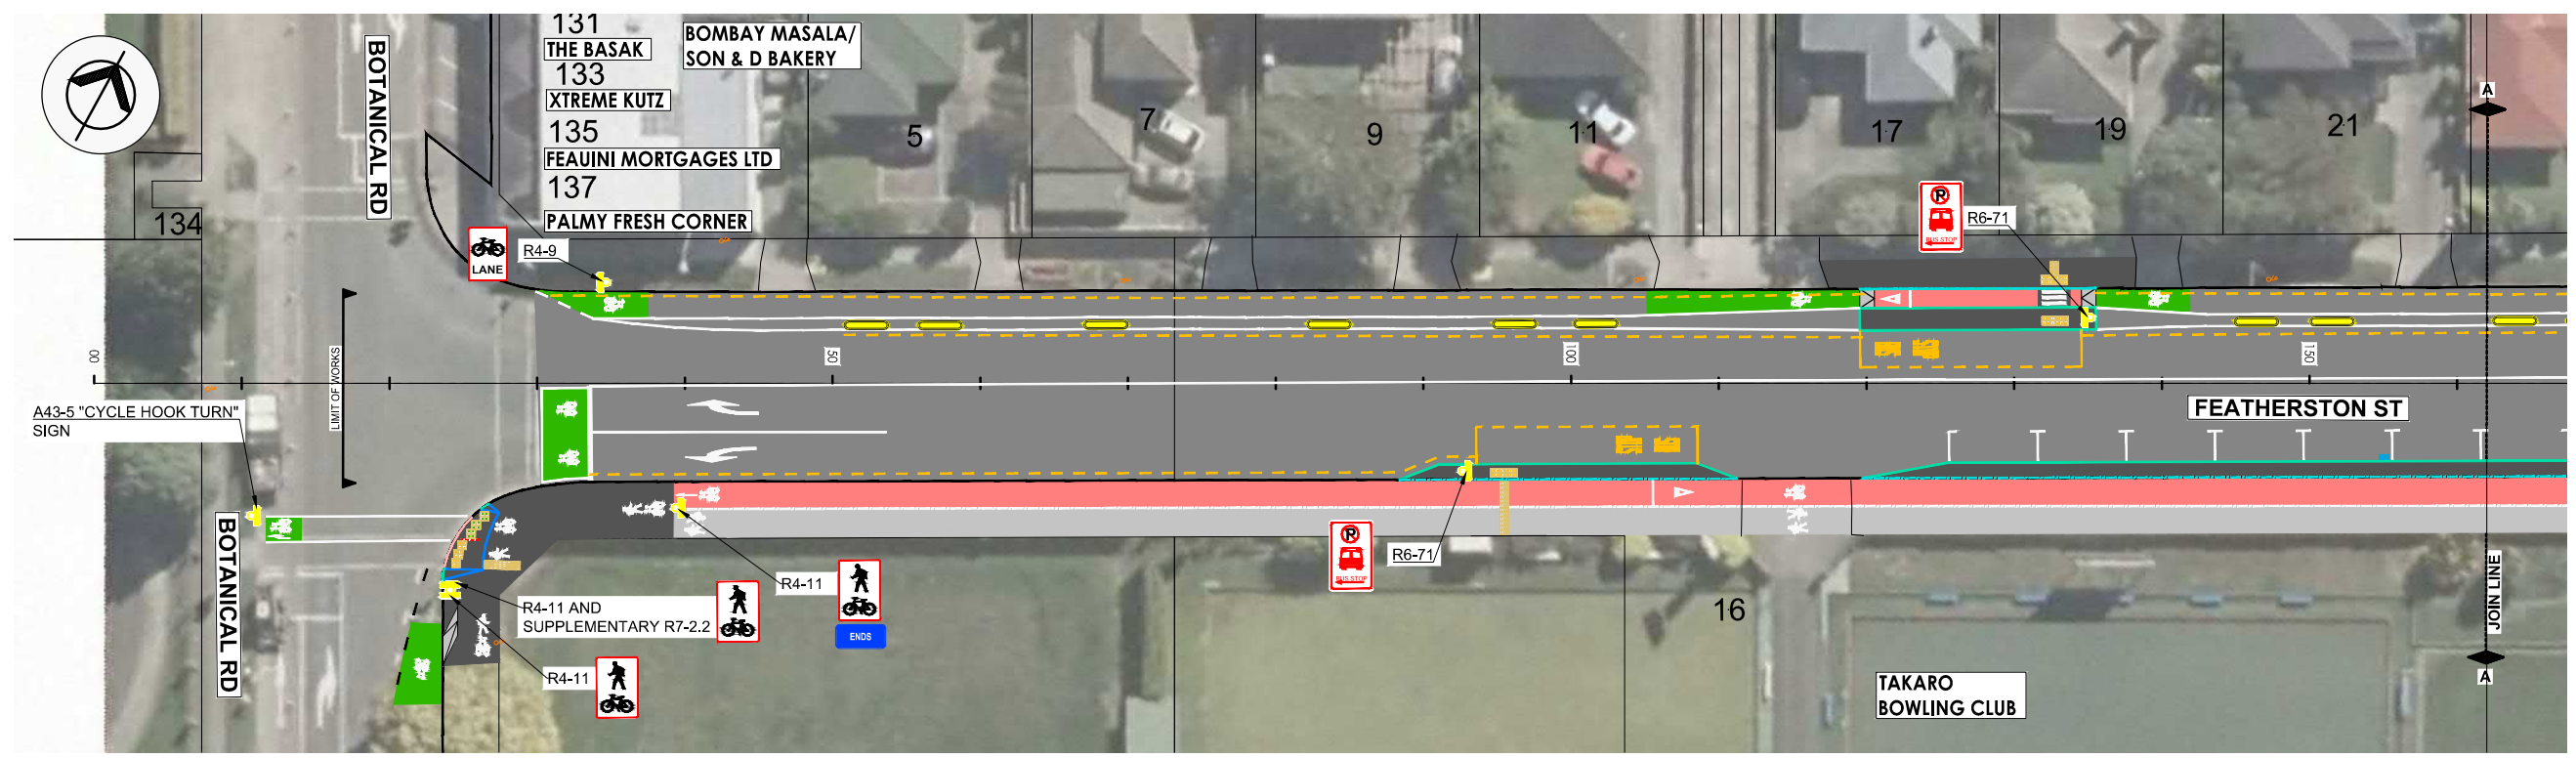 BOTANICAL RD
131
THE BASAK
133
XTREME KUTZ
135
FEAUINI MORTGAGES LTD
137
PALMY FRESH CORNER
BOMBAY MASALA/
SON & D BAKERY
134
5
7
9
11
17
19
21
A
LANE
R4-9
BUS STOP
R6-71
LIMIT OF WORKS
00
50
100
150
A43-5 "CYCLE HOOK TURN"
SIGN
FEATHERSTON ST
BOTANICAL RD
R4-11 AND
SUPPLEMENTARY R7-2.2
R4-11
ENDS
R4-11
BUS STOP
R6-71
16
TAKARO
BOWLING CLUB
JOIN LINE
A